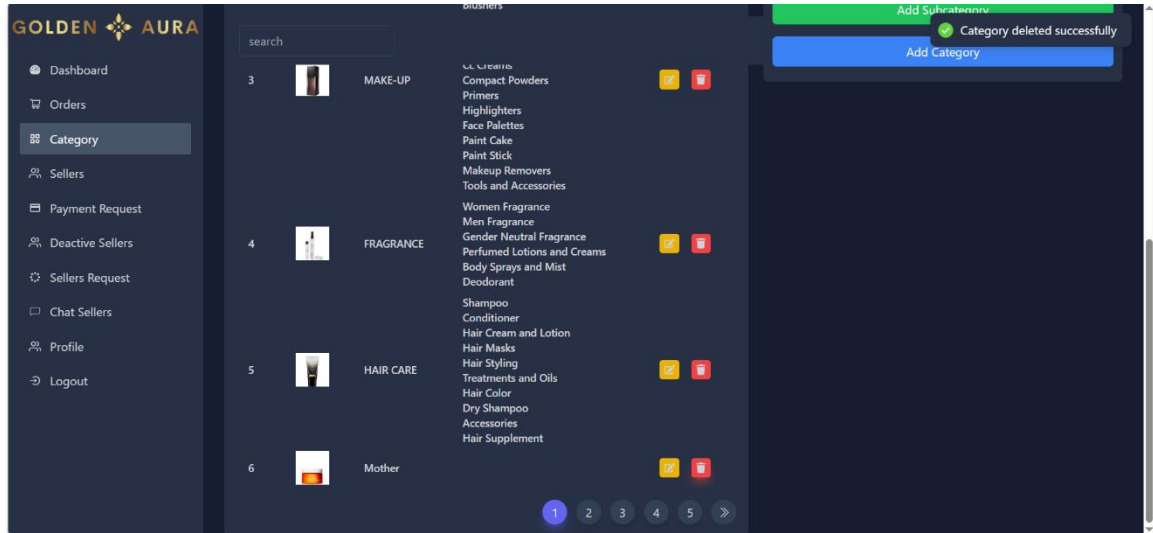 GOLDEN AURA
Dashboard
Orders
Category
Sellers
Payment Request
Deactive Sellers
Sellers Request
Chat Sellers
Profile
Logout
Blushers
search
3
MAKE-UP
CC Creams
Compact Powders
Primers
Highlighters
Face Palettes
Paint Cake
Paint Stick
Makeup Removers
Tools and Accessories
4
FRAGRANCE
Women Fragrance
Men Fragrance
Gender Neutral Fragrance
Perfumed Lotions and Creams
Body Sprays and Mist
Deodorant
5
HAIR CARE
Shampoo
Conditioner
Hair Cream and Lotion
Hair Masks
Hair Styling
Treatments and Oils
Hair Color
Dry Shampoo
Accessories
Hair Supplement
6
Mother
1 2 3 4 5
Add Subcategory
Category deleted successfully
Add Category